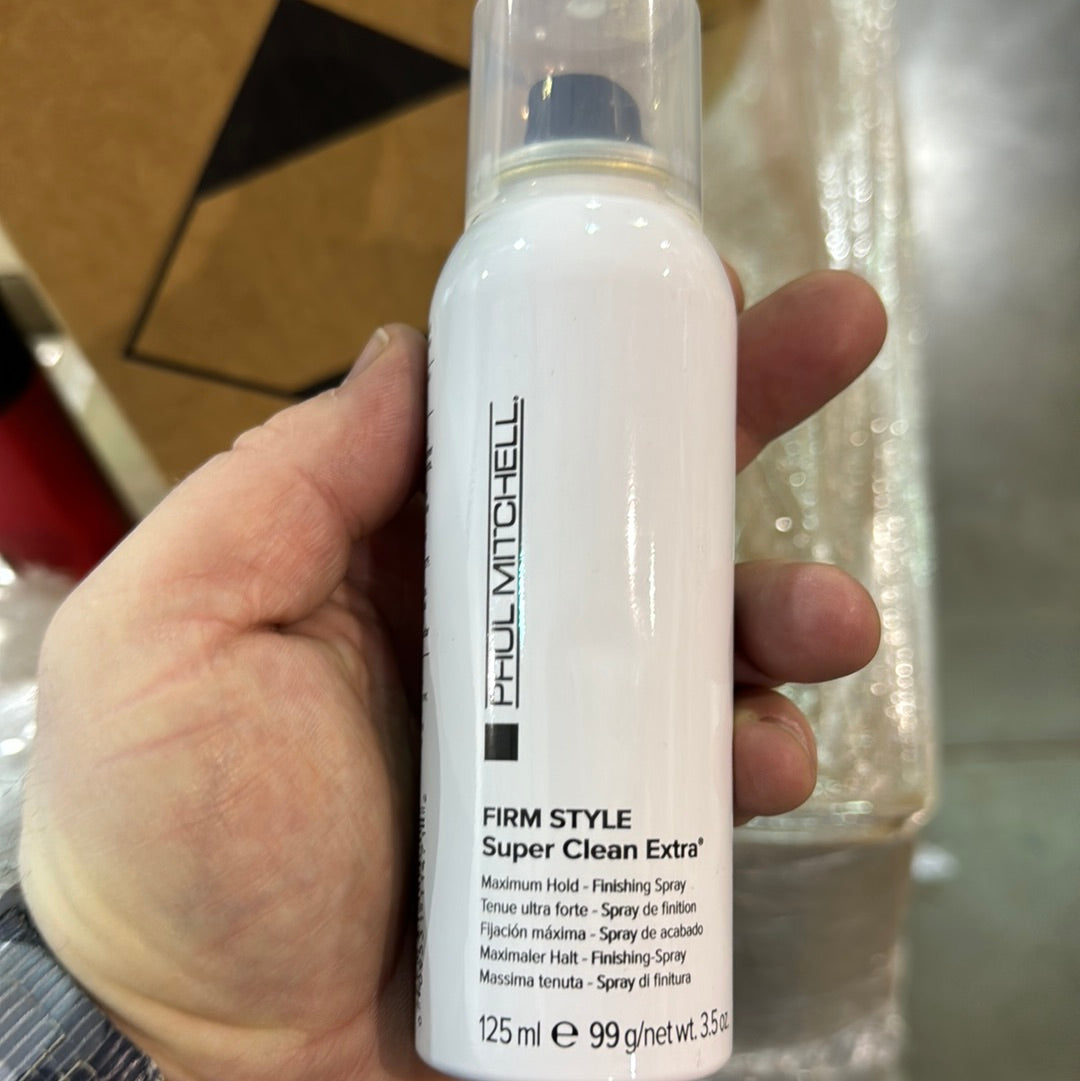 PAUL MITCHELL®
FIRM STYLE
Super Clean Extra®
Maximum Hold - Finishing Spray
Tenue ultra forte - Spray de finition
Fijación máxima - Spray de acabado
Maximaler Halt - Finishing-Spray
Massima tenuta - Spray di finitura
125 ml ℮ 99 g/net wt. 3.5 oz.